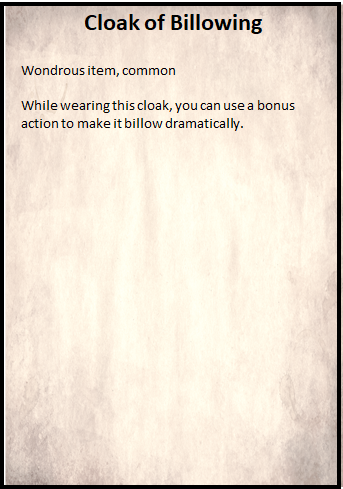 Cloak of Billowing
Wondrous item, common
While wearing this cloak, you can use a bonus
action to make it billow dramatically.